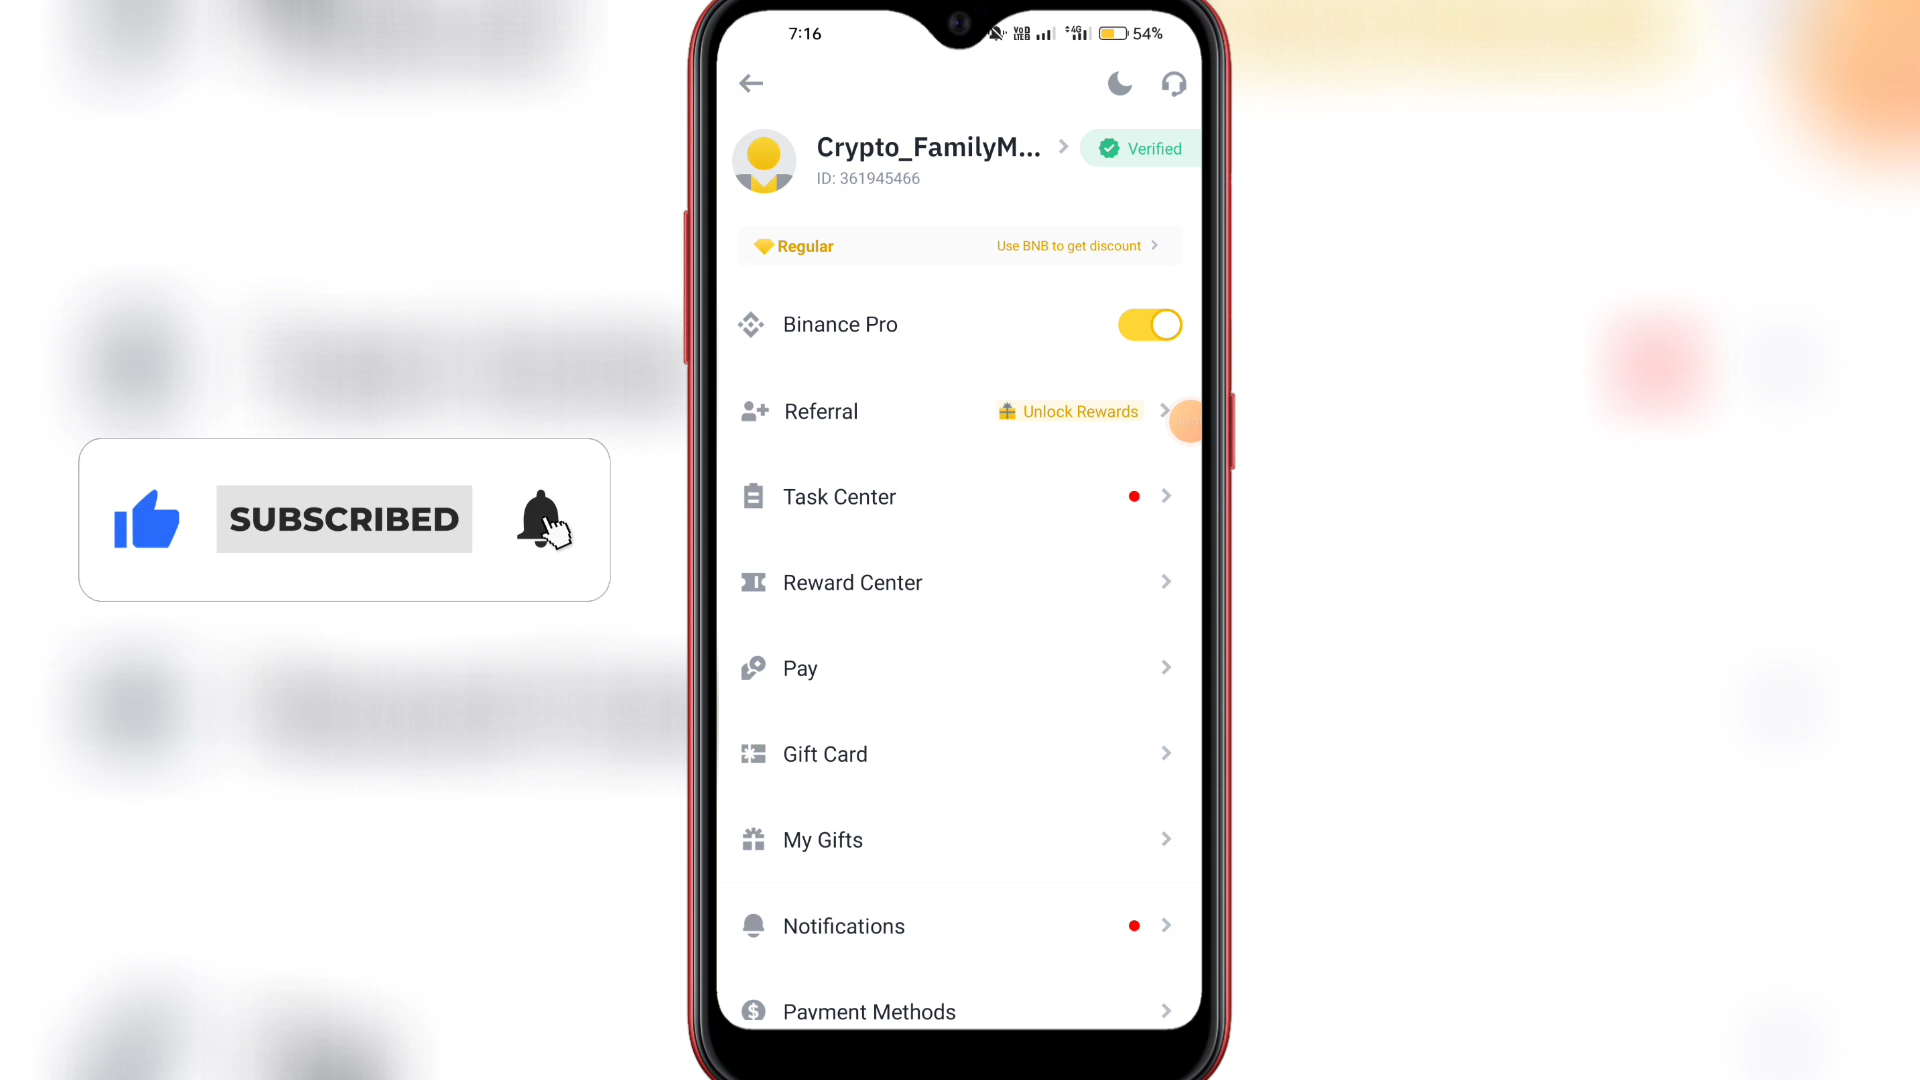 7:16
54%
Crypto_FamilyM...
Verified
ID: 361945466
Regular
Use BNB to get discount
Binance Pro
Referral
Unlock Rewards
Task Center
SUBSCRIBED
Reward Center
Pay
Gift Card
My Gifts
Notifications
Payment Methods